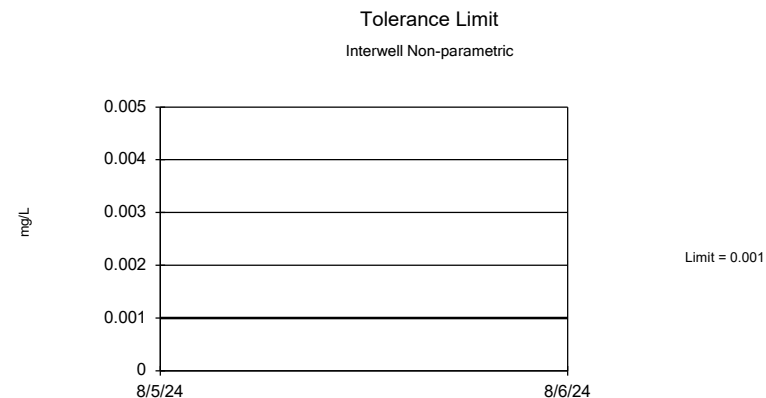 Tolerance Limit
Interwell Non-parametric
mg/L
0.005
0.004
0.003
0.002
0.001
0
8/5/24 8/6/24
Limit = 0.001